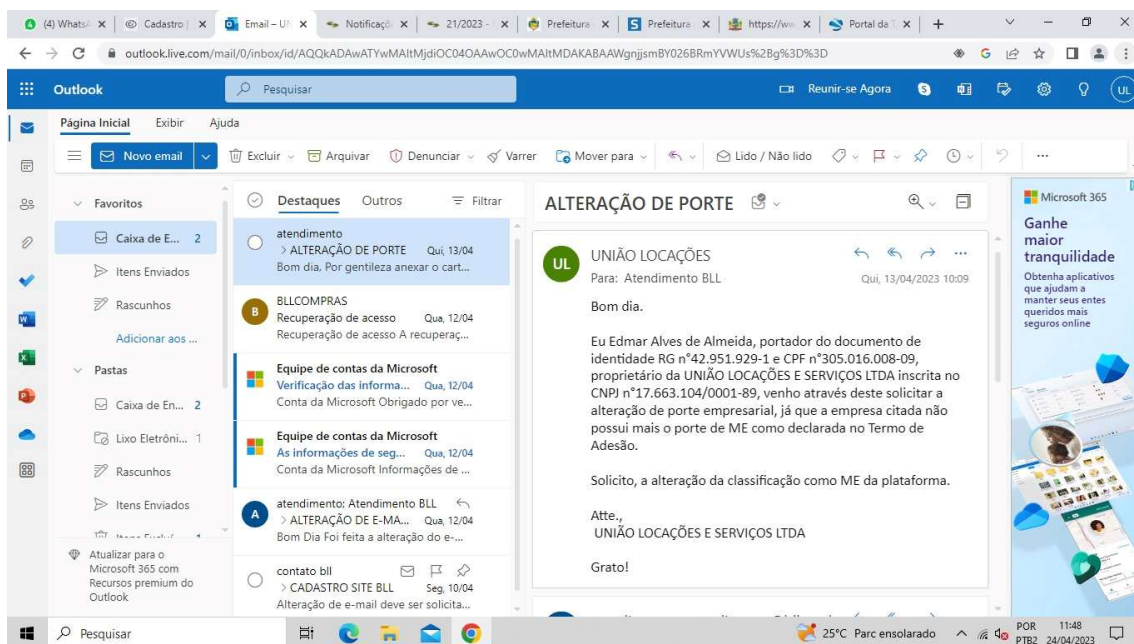 (4) Whats
Cadastro
Email – U
Notificaçõ
21/2023 -
Prefeitura
Prefeitura
https://ww
Portal da T
outlook.live.com/mail/0/inbox/id/AQQkADAwATYwMAItMjdiOC04OAAwOC0wMAItMDAKABAAWgnjjsmBY026BRmYVWUs%2Bg%3D%3D
Outlook
Pesquisar
Reunir-se Agora
UL
Página Inicial
Exibir
Ajuda
Novo email
Excluir
Arquivar
Denunciar
Varrer
Mover para
Lido / Não lido
Favoritos
Caixa de E... 2
Itens Enviados
Rascunhos
Adicionar aos ...
Pastas
Caixa de En... 2
Lixo Eletrôni... 1
Rascunhos
Itens Enviados
Atualizar para o
Microsoft 365 com
Recursos premium do
Outlook
Destaques
Outros
Filtrar
atendimento
> ALTERAÇÃO DE PORTE Qui, 13/04
Bom dia, Por gentileza anexar o cart...
B
BLLCOMPRAS
Recuperação de acesso Qua, 12/04
Recuperação de acesso A recuperaç...
Equipe de contas da Microsoft
Verificação das informa... Qua, 12/04
Conta da Microsoft Obrigado por ve...
Equipe de contas da Microsoft
As informações de seg... Qua, 12/04
Conta da Microsoft Informações de ...
A
atendimento: Atendimento BLL
> ALTERAÇÃO DE E-MA... Qua, 12/04
Bom Dia Foi feita a alteração do e-...
contato bll
> CADASTRO SITE BLL Seg, 10/04
Alteração de e-mail deve ser solicita...
ALTERAÇÃO DE PORTE
UL
UNIÃO LOCAÇÕES
Para: Atendimento BLL
Qui, 13/04/2023 10:09
Bom dia.
Eu Edmar Alves de Almeida, portador do documento de
identidade RG n°42.951.929-1 e CPF n°305.016.008-09,
proprietário da UNIÃO LOCAÇÕES E SERVIÇOS LTDA inscrita no
CNPJ n°17.663.104/0001-89, venho através deste solicitar a
alteração de porte empresarial, já que a empresa citada não
possui mais o porte de ME como declarada no Termo de
Adesão.
Solicito, a alteração da classificação como ME da plataforma.
Atte.,
UNIÃO LOCAÇÕES E SERVIÇOS LTDA
Grato!
Microsoft 365
Ganhe
maior
tranquilidade
Obtenha aplicativos
que ajudam a
manter seus entes
queridos mais
seguros online
Pesquisar
25°C Parc ensolarado
POR
PTB2
11:48
24/04/2023